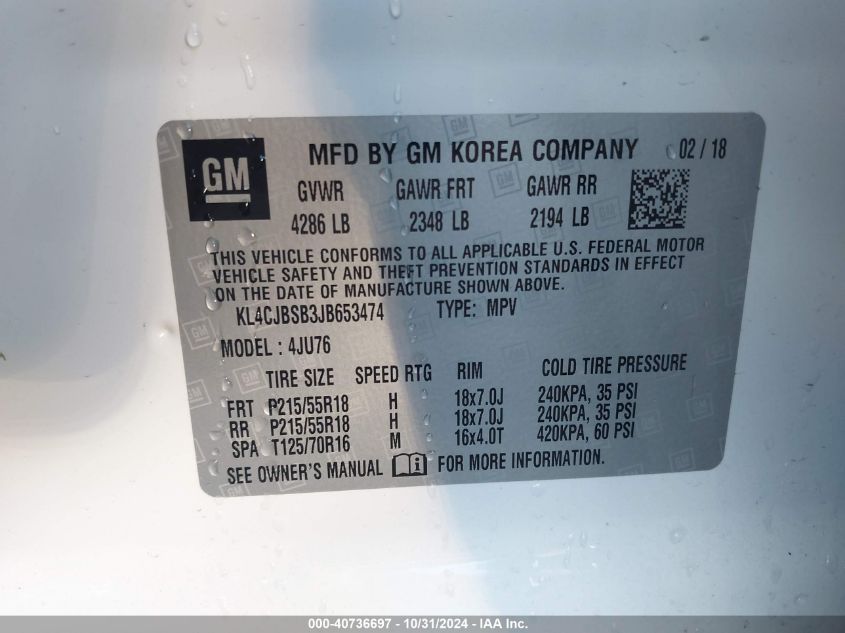 GM
MFD BY GM KOREA COMPANY 02 / 18
GVWR GAWR FRT GAWR RR
4286 LB 2348 LB 2194 LB
THIS VEHICLE CONFORMS TO ALL APPLICABLE U.S. FEDERAL MOTOR
VEHICLE SAFETY AND THEFT PREVENTION STANDARDS IN EFFECT
ON THE DATE OF MANUFACTURE SHOWN ABOVE.
KL4CJBSB3JB653474 TYPE: MPV
MODEL : 4JU76
TIRE SIZE SPEED RTG RIM COLD TIRE PRESSURE
FRT P215/55R18 H 18x7.0J 240KPA, 35 PSI
RR P215/55R18 H 18x7.0J 240KPA, 35 PSI
SPA T125/70R16 M 16x4.0T 420KPA, 60 PSI
SEE OWNER'S MANUAL FOR MORE INFORMATION.
000-40736697 - 10/31/2024 - IAA Inc.